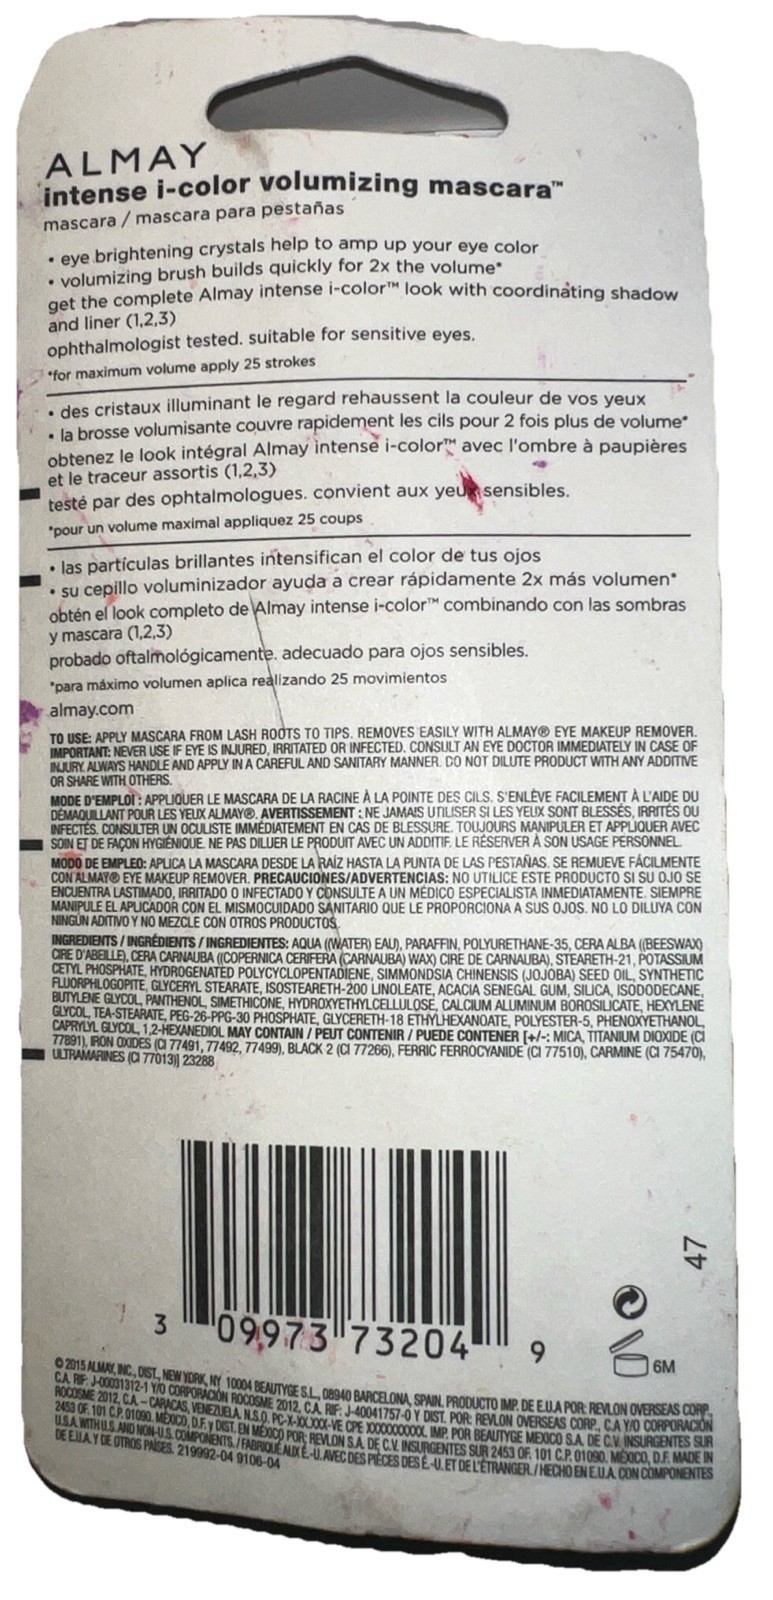 ALMAY
intense i-color volumizing mascara™
mascara / mascara para pestañas
• eye brightening crystals help to amp up your eye color
• volumizing brush builds quickly for 2x the volume*
get the complete Almay intense i-color™ look with coordinating shadow
and liner (1,2,3)
ophthalmologist tested. suitable for sensitive eyes.
*for maximum volume apply 25 strokes
• des cristaux illuminant le regard rehaussent la couleur de vos yeux
• la brosse volumisante couvre rapidement les cils pour 2 fois plus de volume*
obtenez le look intégral Almay intense i-color™ avec l'ombre à paupières
et le traceur assortis (1,2,3)
testé par des ophtalmologues. convient aux yeux sensibles.
*pour un volume maximal appliquez 25 coups
• las partículas brillantes intensifican el color de tus ojos
• su cepillo voluminizador ayuda a crear rápidamente 2x más volumen*
obtén el look completo de Almay intense i-color™ combinando con las sombras
y mascara (1,2,3)
probado oftalmológicamente. adecuado para ojos sensibles.
*para máximo volumen aplica realizando 25 movimientos
almay.com
TO USE: APPLY MASCARA FROM LASH ROOTS TO TIPS. REMOVES EASILY WITH ALMAY® EYE MAKEUP REMOVER.
IMPORTANT: NEVER USE IF EYE IS INJURED, IRRITATED OR INFECTED. CONSULT AN EYE DOCTOR IMMEDIATELY IN CASE OF
INJURY. ALWAYS HANDLE AND APPLY IN A CAREFUL AND SANITARY MANNER. DO NOT DILUTE PRODUCT WITH ANY ADDITIVE
OR SHARE WITH OTHERS.
MODE D'EMPLOI : APPLIQUER LE MASCARA DE LA RACINE À LA POINTE DES CILS. S'ENLÈVE FACILEMENT À L'AIDE DU
DÉMAQUILLANT POUR LES YEUX ALMAY®. AVERTISSEMENT : NE JAMAIS UTILISER SI LES YEUX SONT BLESSÉS, IRRITÉS OU
INFECTÉS. CONSULTER UN OCULISTE IMMÉDIATEMENT EN CAS DE BLESSURE. TOUJOURS MANIPULER ET APPLIQUER AVEC
SOIN ET DE FAÇON HYGIÉNIQUE. NE PAS DILUER LE PRODUIT AVEC UN ADDITIF. LE RÉSERVER À SON USAGE PERSONNEL.
MODO DE EMPLEO: APLICA LA MASCARA DESDE LA RAÍZ HASTA LA PUNTA DE LAS PESTAÑAS. SE REMUEVE FÁCILMENTE
CON ALMAY® EYE MAKEUP REMOVER. PRECAUCIONES/ADVERTENCIAS: NO UTILICE ESTE PRODUCTO SI SU OJO SE
ENCUENTRA LASTIMADO, IRRITADO O INFECTADO Y CONSULTE A UN MÉDICO ESPECIALISTA INMEDIATAMENTE. SIEMPRE
MANIPULE EL APLICADOR CON EL MISMOCUIDADO SANITARIO QUE LE PROPORCIONA A SUS OJOS. NO LO DILUYA CON
NINGÚN ADITIVO Y NO MEZCLE CON OTROS PRODUCTOS.
INGREDIENTS / INGRÉDIENTS / INGREDIENTES: AQUA ((WATER) EAU), PARAFFIN, POLYURETHANE-35, CERA ALBA ((BEESWAX)
CIRE D'ABEILLE), CERA CARNAUBA ((COPERNICA CERIFERA (CARNAUBA) WAX) CIRE DE CARNAUBA), STEARETH-21, POTASSIUM
CETYL PHOSPHATE, HYDROGENATED POLYCYCLOPENTADIENE, SIMMONDSIA CHINENSIS (JOJOBA) SEED OIL, SYNTHETIC
FLUORPHLOGOPITE, GLYCERYL STEARATE, ISOSTEARETH-200 LINOLEATE, ACACIA SENEGAL GUM, SILICA, ISODODECANE,
BUTYLENE GLYCOL, PANTHENOL, SIMETHICONE, HYDROXYETHYLCELLULOSE, CALCIUM ALUMINUM BOROSILICATE, HEXYLENE
GLYCOL, TEA-STEARATE, PEG-26-PPG-30 PHOSPHATE, GLYCERETH-18 ETHYLHEXANOATE, POLYESTER-5, PHENOXYETHANOL,
CAPRYLYL GLYCOL, 1,2-HEXANEDIOL MAY CONTAIN / PEUT CONTENIR / PUEDE CONTENER [+/-: MICA, TITANIUM DIOXIDE (CI
77891), IRON OXIDES (CI 77491, 77492, 77499), BLACK 2 (CI 77266), FERRIC FERROCYANIDE (CI 77510), CARMINE (CI 75470),
ULTRAMARINES (CI 77013)] 23288
47
3 09973 73204 9
6M
© 2015 ALMAY, INC., DIST., NEW YORK, NY 10004 BEAUTYGE S.L., 08940 BARCELONA, SPAIN. PRODUCTO IMP. DE E.U.A POR: REVLON OVERSEAS CORP.,
C.A. RIF: J-00031312-1 Y/O CORPORACIÓN ROCOSME 2012, C.A. RIF: J-40041757-0 Y DIST. POR: REVLON OVERSEAS CORP., C.A Y/O CORPORACIÓN
ROCOSME 2012, C.A. – CARACAS, VENEZUELA. N.S.O. PC-X-XX.XXX-VE CPE XXXXXXXXXX. IMP. POR BEAUTYGE MEXICO S.A. DE C.V. INSURGENTES SUR
2453 OF. 101 C.P. 01090. MÉXICO, D.F. y DIST. EN MÉXICO POR: REVLON S.A. DE C.V. INSURGENTES SUR 2453 OF. 101 C.P. 01090. MÉXICO, D.F. MADE IN
U.S.A. WITH U.S. AND NON-U.S. COMPONENTS. / FABRIQUÉ AUX É.-U. AVEC DES PIÈCES DES É.-U. ET DE L'ÉTRANGER. / HECHO EN E.U.A. CON COMPONENTES
DE E.U.A. Y DE OTROS PAÍSES. 219992-04 9106-04